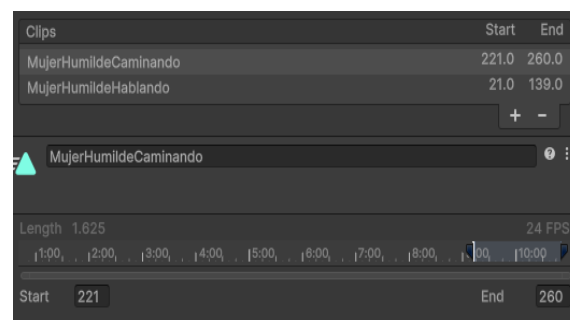 Clips Start End
MujerHumildeCaminando 221.0 260.0
MujerHumildeHablando 21.0 139.0
+ -
MujerHumildeCaminando
Length 1.625 24 FPS
1:00 2:00 3:00 4:00 5:00 6:00 7:00 8:00 :00 10:00
Start 221 End 260